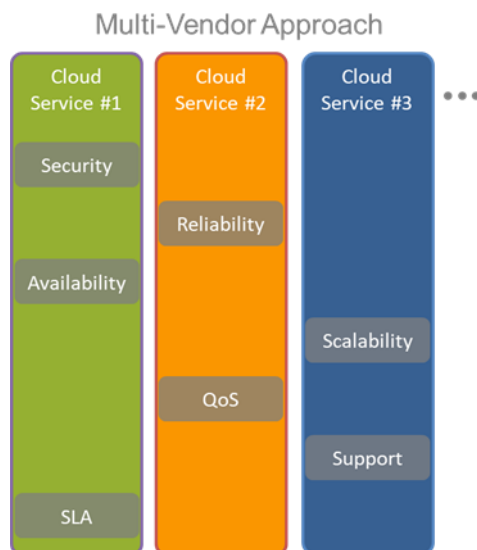 Multi-Vendor Approach
Cloud
Service #1
Security
Availability
SLA
Cloud
Service #2
Reliability
QoS
Cloud
Service #3
Scalability
Support
...